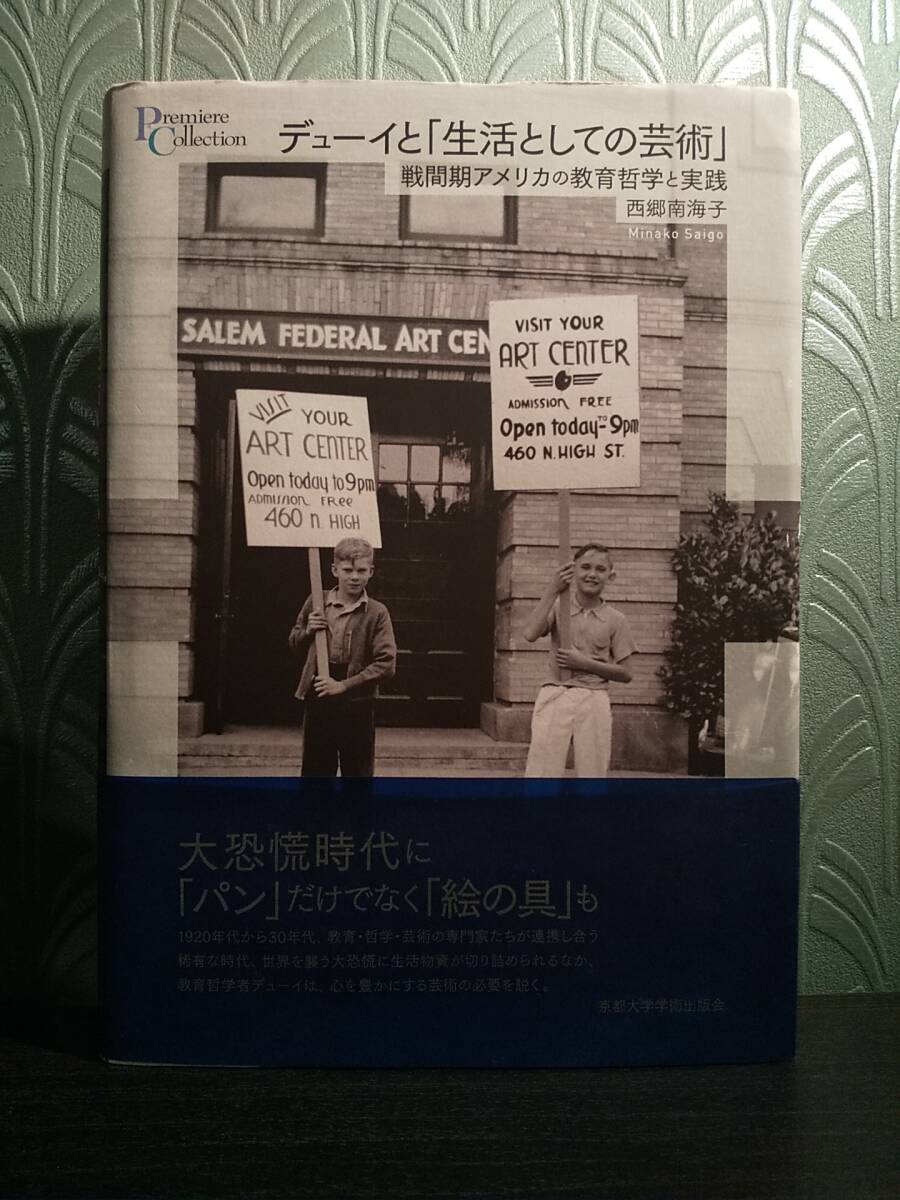 Premiere
Collection
デューイと「生活としての芸術」
戦間期アメリカの教育哲学と実践
西郷南海子
Minako Saigo
SALEM FEDERAL ART CEN
VISIT YOUR
ART CENTER
ADMISSION FREE
Open today TO 9pm
460 N. HIGH ST.
VISIT YOUR
ART CENTER
Open today to 9pm
ADMISSION FREE
460 n. HIGH
大恐慌時代に
「パン」だけでなく「絵の具」も
1920年代から30年代、教育・哲学・芸術の専門家たちが連携し合う
稀有な時代、世界を襲う大恐慌に生活物資が切り詰められるなか、
教育哲学者デューイは、心を豊かにする芸術の必要を説く。
京都大学学術出版会